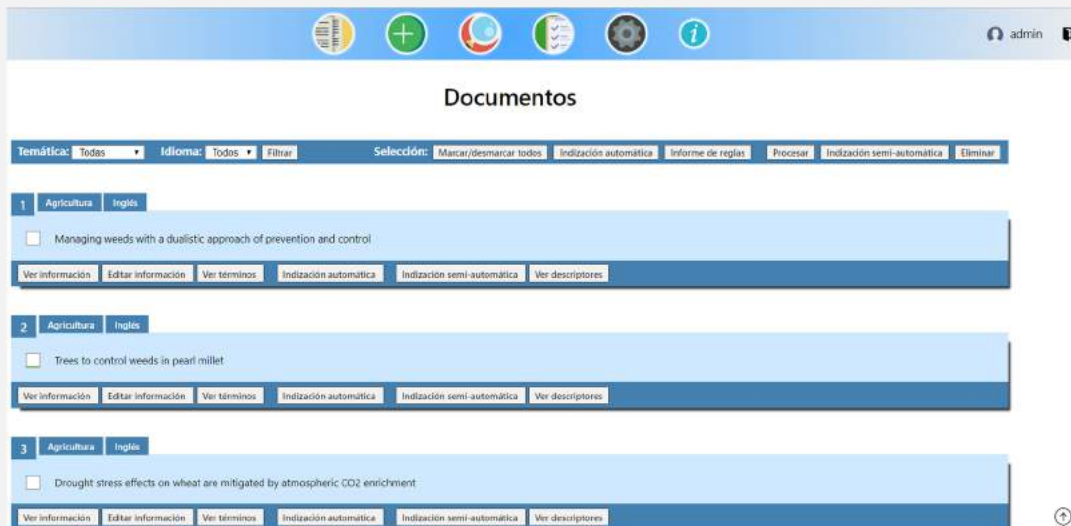 i admin
Documentos
Temática: Todas Idioma: Todos Filtrar Selección: Marcar/desmarcar todos Indización automática Informe de reglas Procesar Indización semi-automática Eliminar
1 Agricultura Inglés
Managing weeds with a dualistic approach of prevention and control
Ver información Editar información Ver términos Indización automática Indización semi-automática Ver descriptores
2 Agricultura Inglés
Trees to control weeds in pearl millet
Ver información Editar información Ver términos Indización automática Indización semi-automática Ver descriptores
3 Agricultura Inglés
Drought stress effects on wheat are mitigated by atmospheric CO2 enrichment
Ver información Editar información Ver términos Indización automática Indización semi-automática Ver descriptores